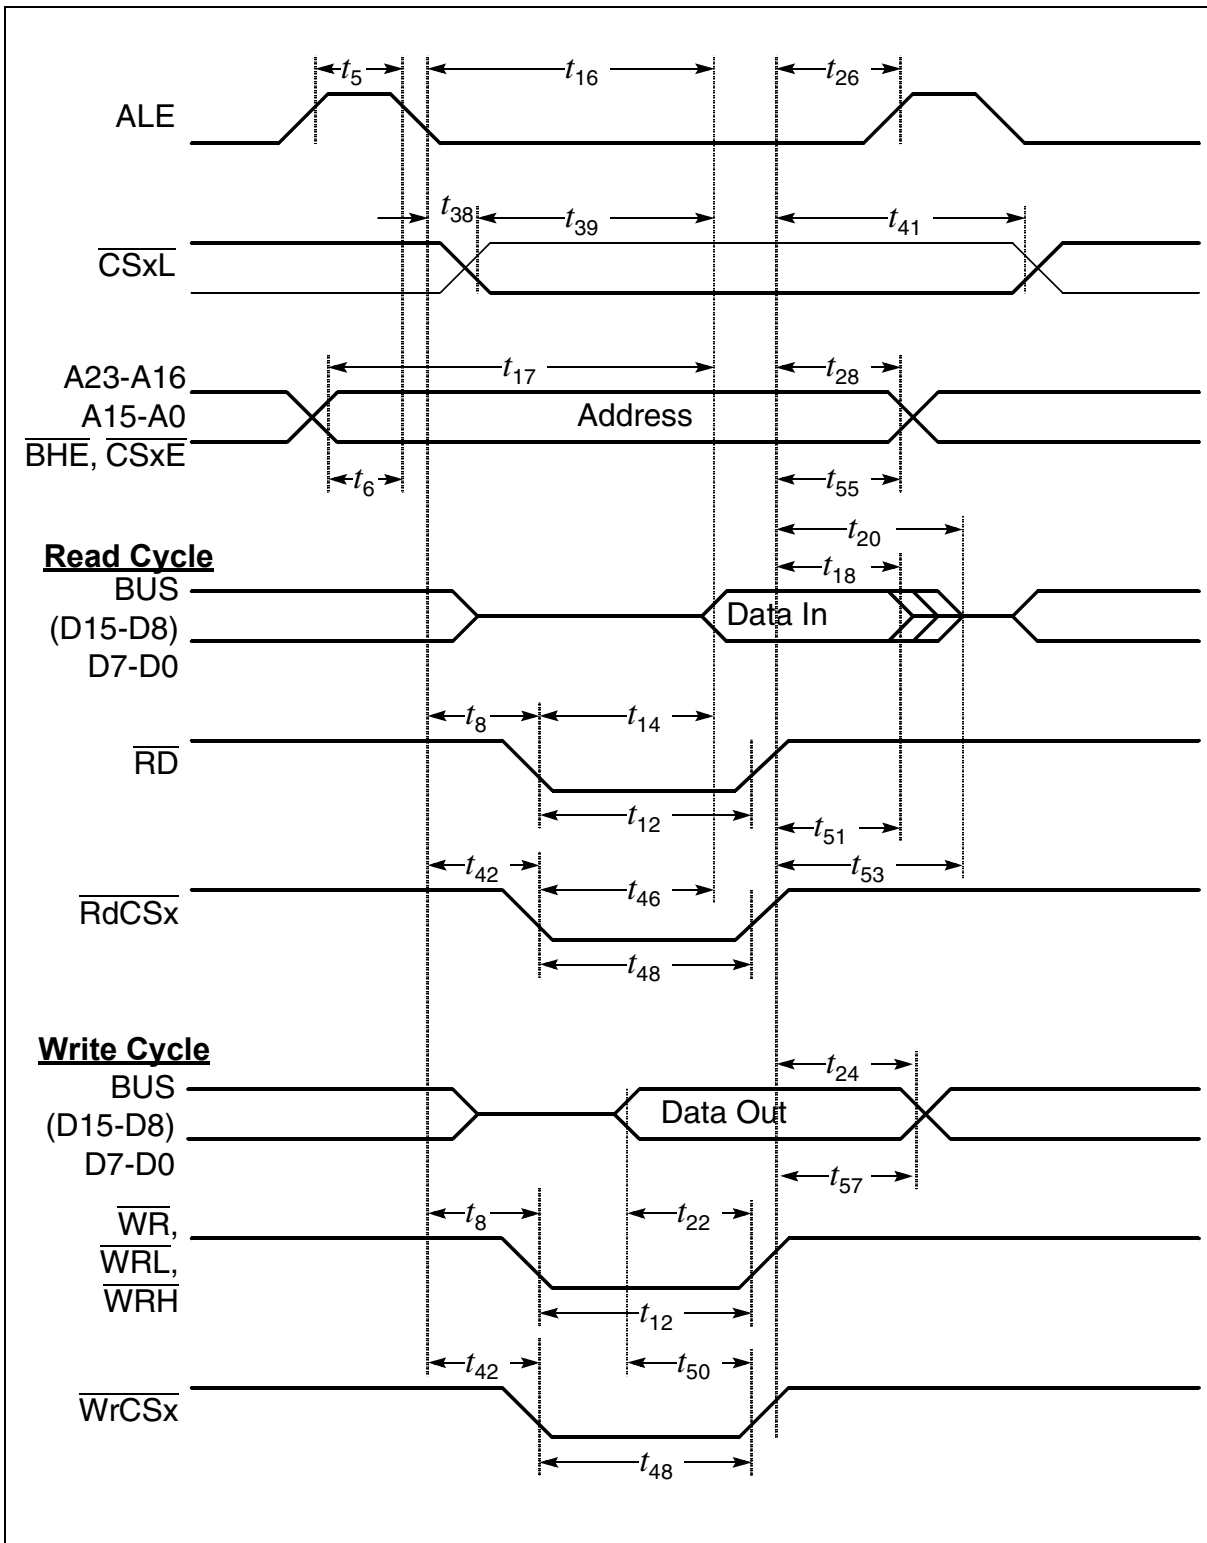 t5 t16 t26
ALE
t38 t39 t41
CSxL
A23-A16 t17 t28
A15-A0 Address
BHE, CSxE
t6 t55
t20
Read Cycle
t18
BUS
(D15-D8) Data In
D7-D0
t8 t14
RD
t12 t51
t42 t46 t53
RdCSx
t48
Write Cycle
t24
BUS
(D15-D8) Data Out
D7-D0
t57
WR, t8 t22
WRL,
WRH
t12
t42 t50
WrCSx
t48